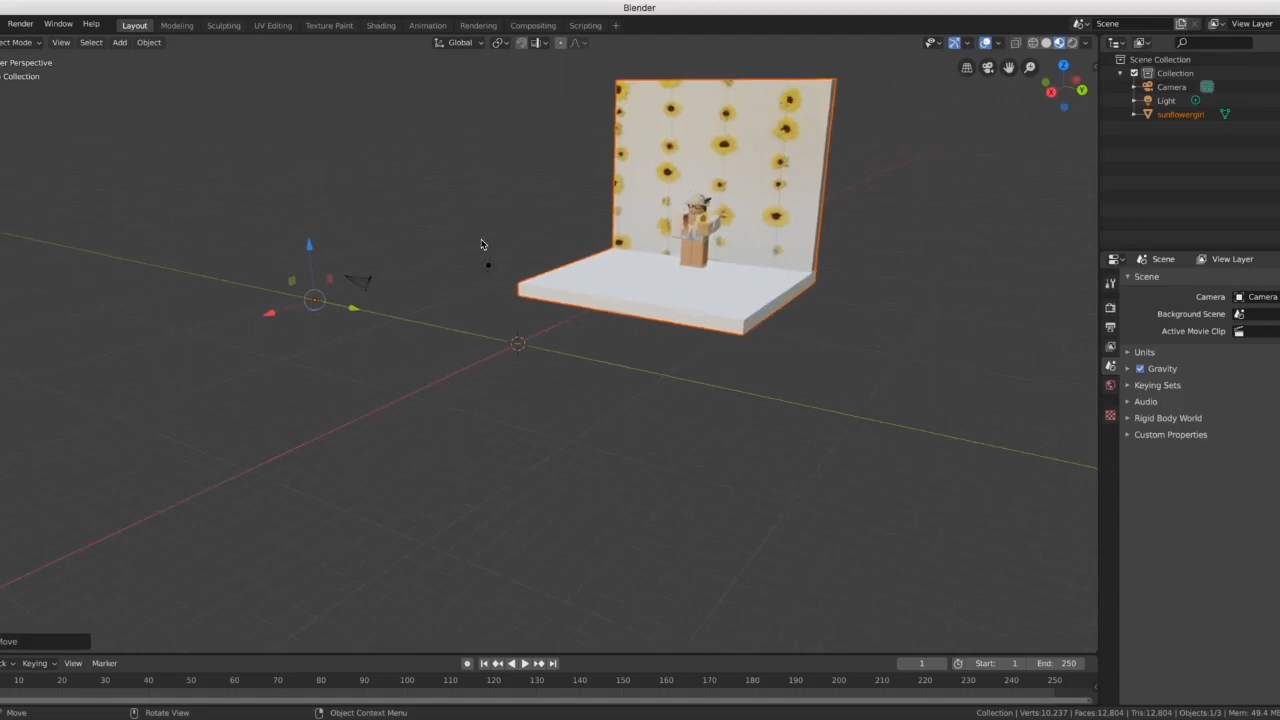 Blender
Render Window Help Layout Modeling Sculpting UV Editing Texture Paint Shading Animation Rendering Compositing Scripting + Scene View Layer
ect Mode View Select Add Object Global
er Perspective
e Collection
Scene Collection
Collection
Camera
Light
sunflowergirl
X Y Z
Scene View Layer
Scene
Camera Camera
Background Scene
Active Movie Clip
Units
Gravity
Keying Sets
Audio
Rigid Body World
Custom Properties
Move
ck Keying View Marker 1 Start: 1 End: 250
10 20 30 40 50 60 70 80 90 100 110 120 130 140 150 160 170 180 190 200 210 220 230 240 250
Move Rotate View Object Context Menu Collection | Verts:10,237 | Faces:12,804 | Tris:12,804 | Objects:1/3 | Mem: 49.4 M